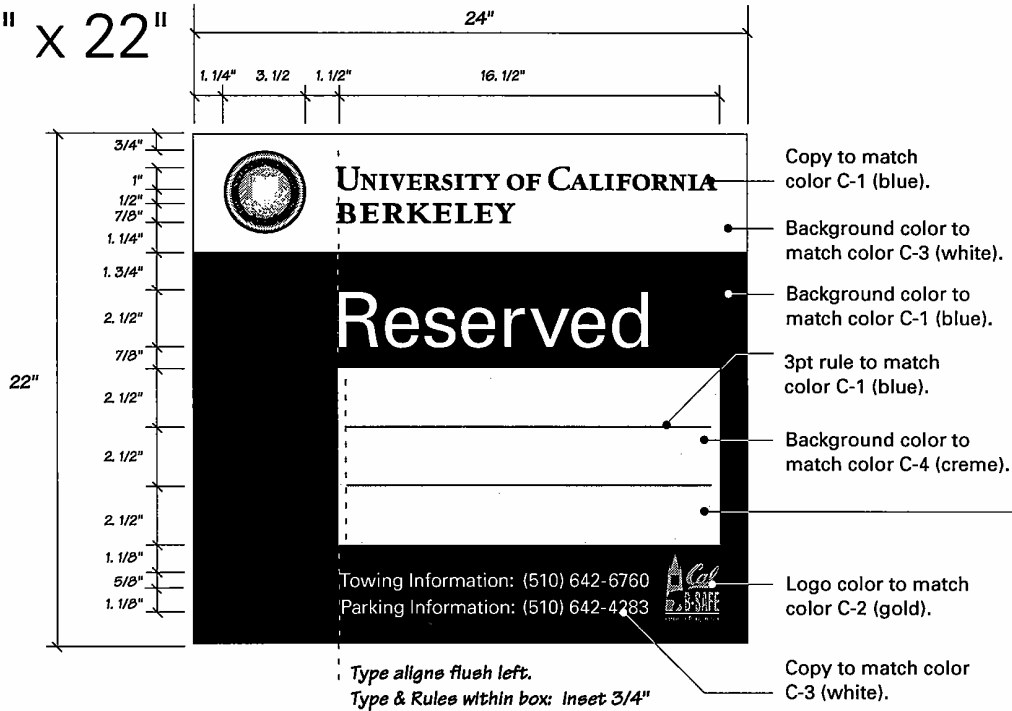 " x 22"
24"
1. 1/4" 3. 1/2 1. 1/2" 16. 1/2"
3/4"
1"
1/2"
7/8"
1. 1/4"
1. 3/4"
2. 1/2"
7/8"
22"
2. 1/2"
2. 1/2"
2. 1/2"
1. 1/8"
5/8"
1. 1/8"
UNIVERSITY OF CALIFORNIA
BERKELEY
Reserved
Towing Information: (510) 642-6760
Parking Information: (510) 642-4283
Cal
B-SAFE
Type aligns flush left.
Type & Rules within box: Inset 3/4"
Copy to match
color C-1 (blue).
Background color to
match color C-3 (white).
Background color to
match color C-1 (blue).
3pt rule to match
color C-1 (blue).
Background color to
match color C-4 (creme).
Logo color to match
color C-2 (gold).
Copy to match color
C-3 (white).